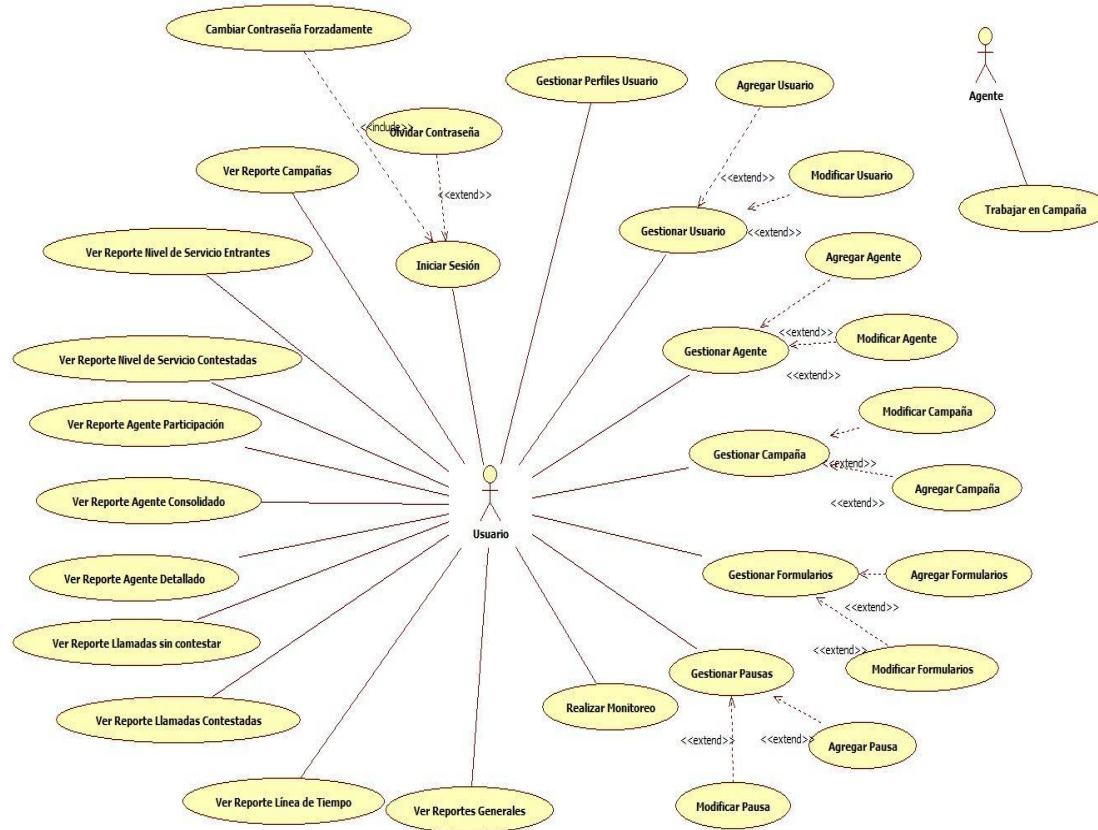 Cambiar Contraseña Forzadamente
Gestionar Perfiles Usuario
Agregar Usuario
Agente
<<include>>
Olvidar Contraseña
Ver Reporte Campañas
<<extend>>
Modificar Usuario
<<extend>>
Trabajar en Campaña
Gestionar Usuario
<<extend>>
Ver Reporte Nivel de Servicio Entrantes
Iniciar Sesión
Agregar Agente
<<extend>>
Modificar Agente
Gestionar Agente
Ver Reporte Nivel de Servicio Contestadas
<<extend>>
Modificar Campaña
Ver Reporte Agente Participación
Gestionar Campaña
<<extend>>
Agregar Campaña
Ver Reporte Agente Consolidado
<<extend>>
Usuario
Ver Reporte Agente Detallado
Gestionar Formularios
Agregar Formularios
<<extend>>
Ver Reporte Llamadas sin contestar
<<extend>>
Modificar Formularios
Gestionar Pausas
Realizar Monitoreo
Ver Reporte Llamadas Contestadas
<<extend>>
<<extend>>
Agregar Pausa
Ver Reporte Línea de Tiempo
Ver Reportes Generales
Modificar Pausa